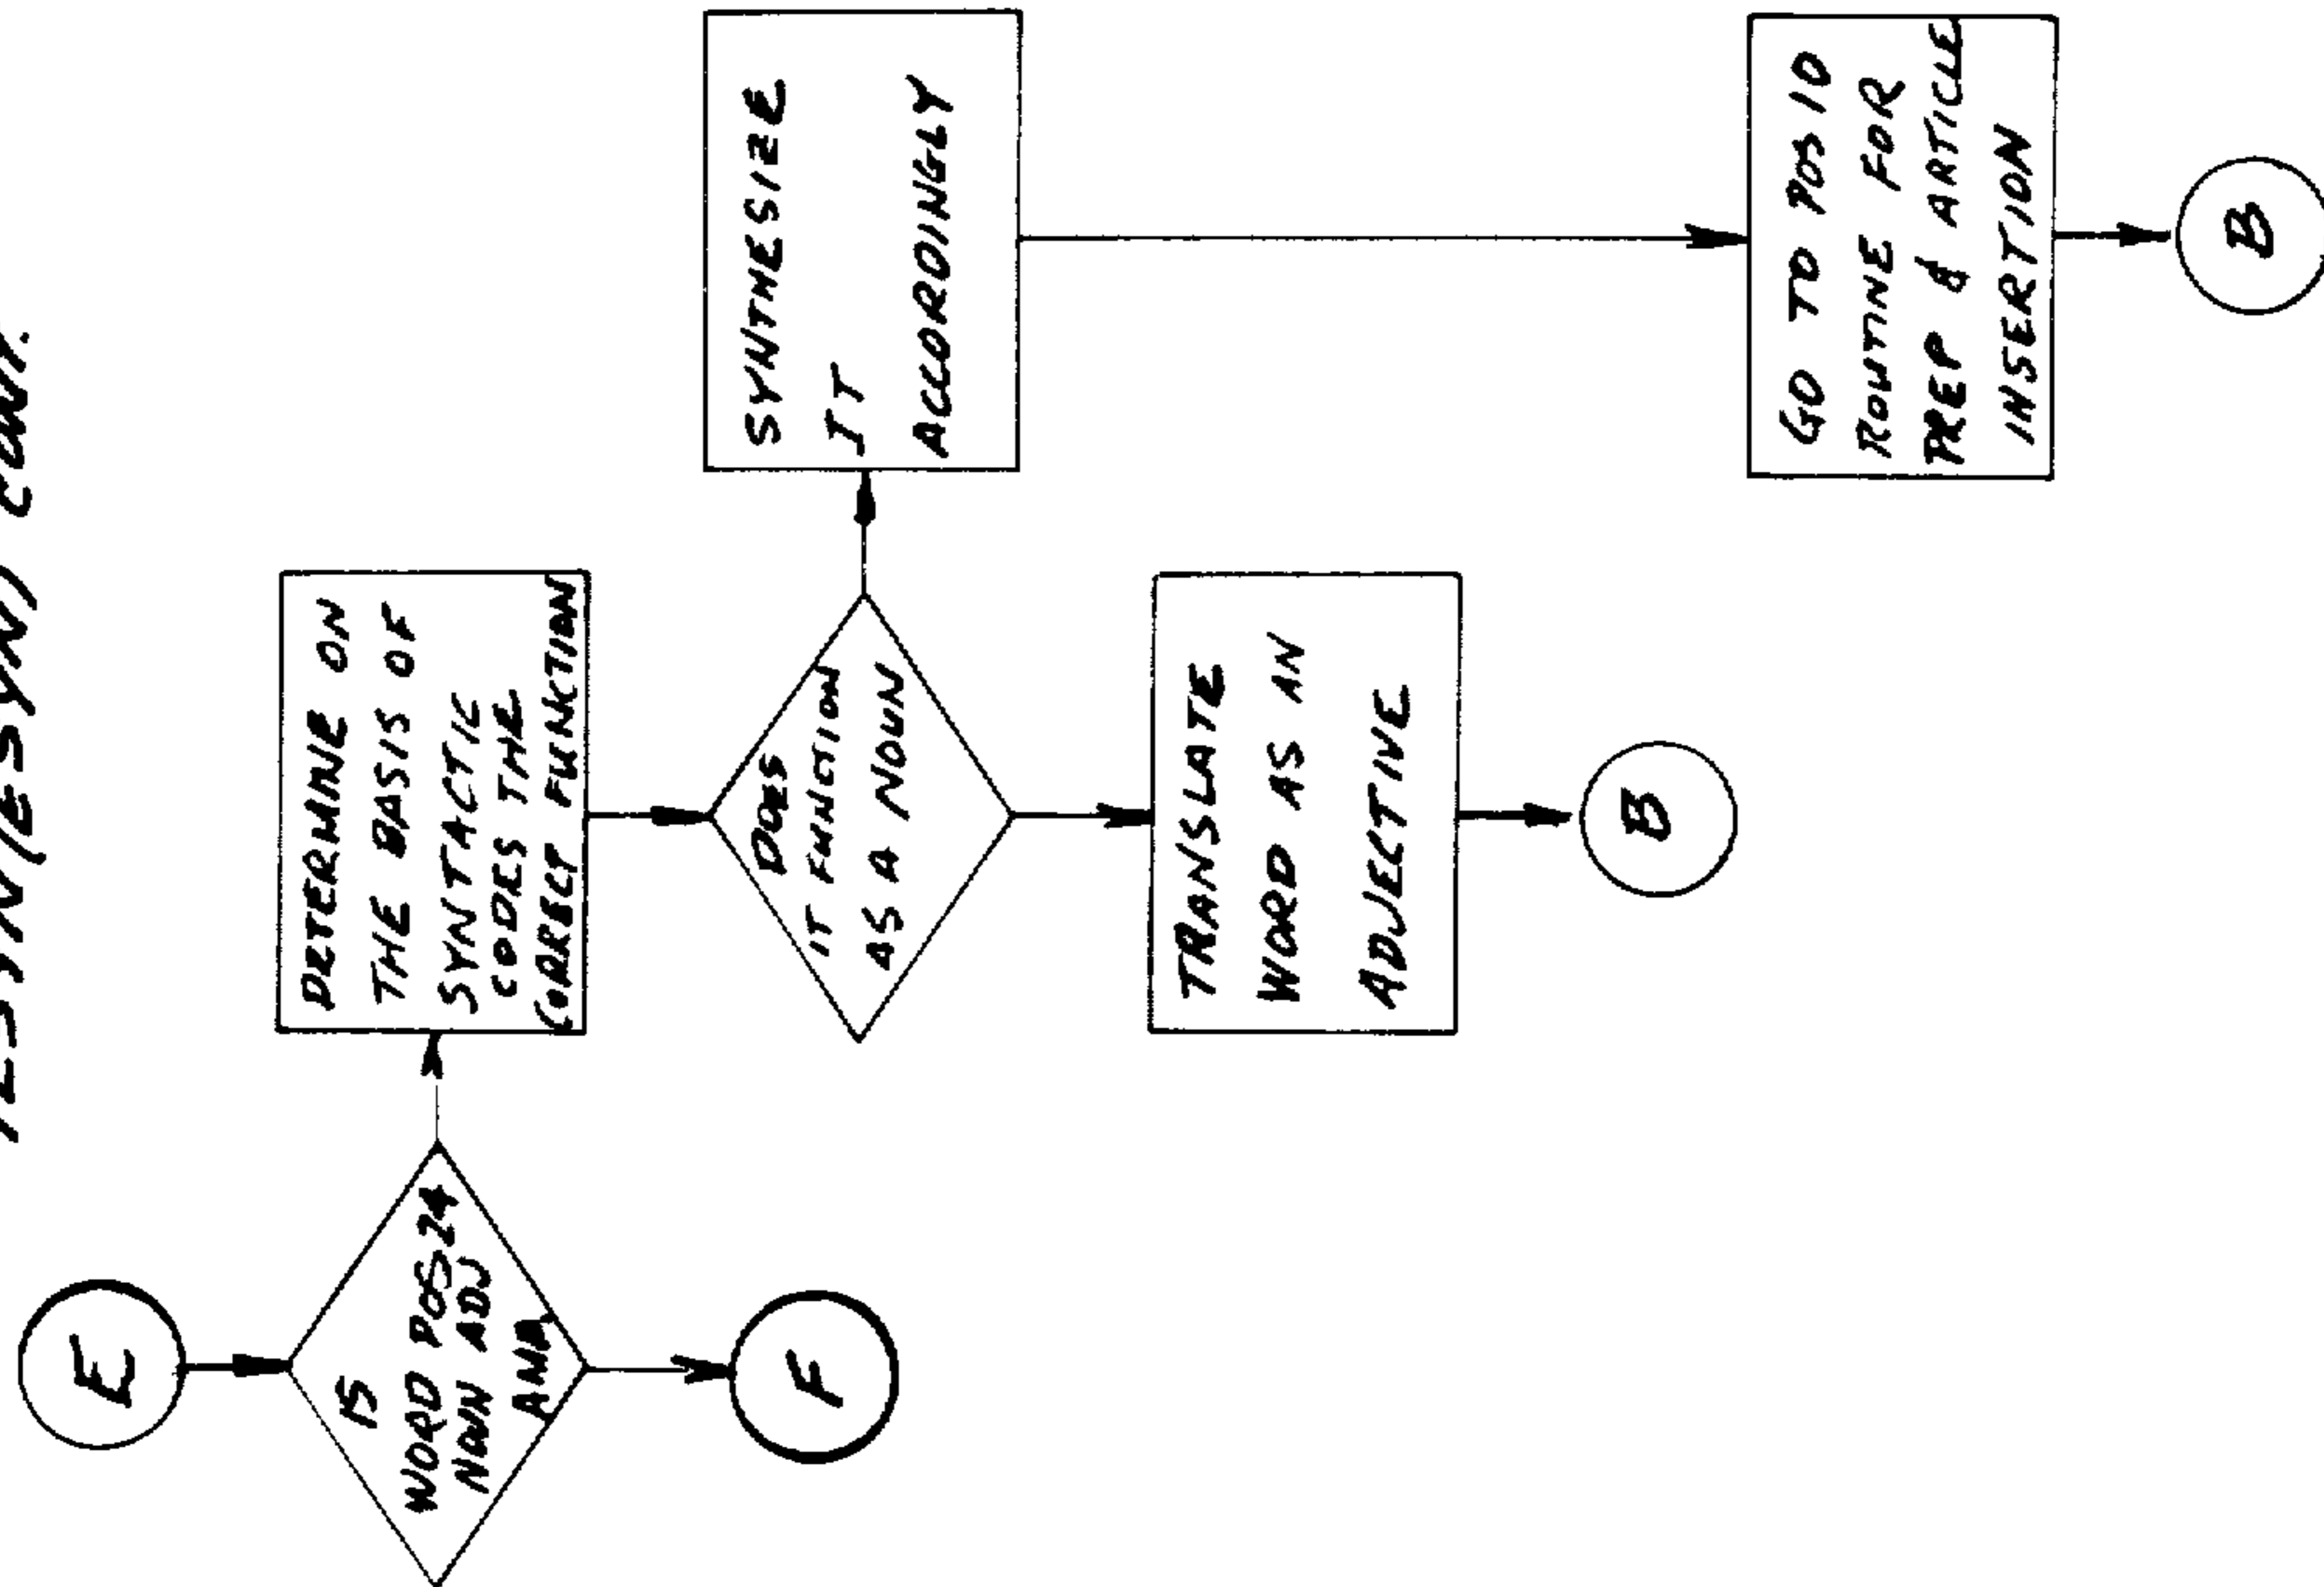 E
IS
WORD POS 24
NOUN ADJ
AMB
F
DETERMINE ON
THE BASIS OF
SYNTACTIC
CODES THE
CORRECT FUNCTION
DOES
IT FUNCTION
AS A NOUN
TRANSLATE
WORD AS AN
ADJECTIVE
B
SYNTHESIZE
IT
ACCORDINGLY
GO TO POS 10
ROUTINE FOR
PREP & ARTICLE
INSERTION
B